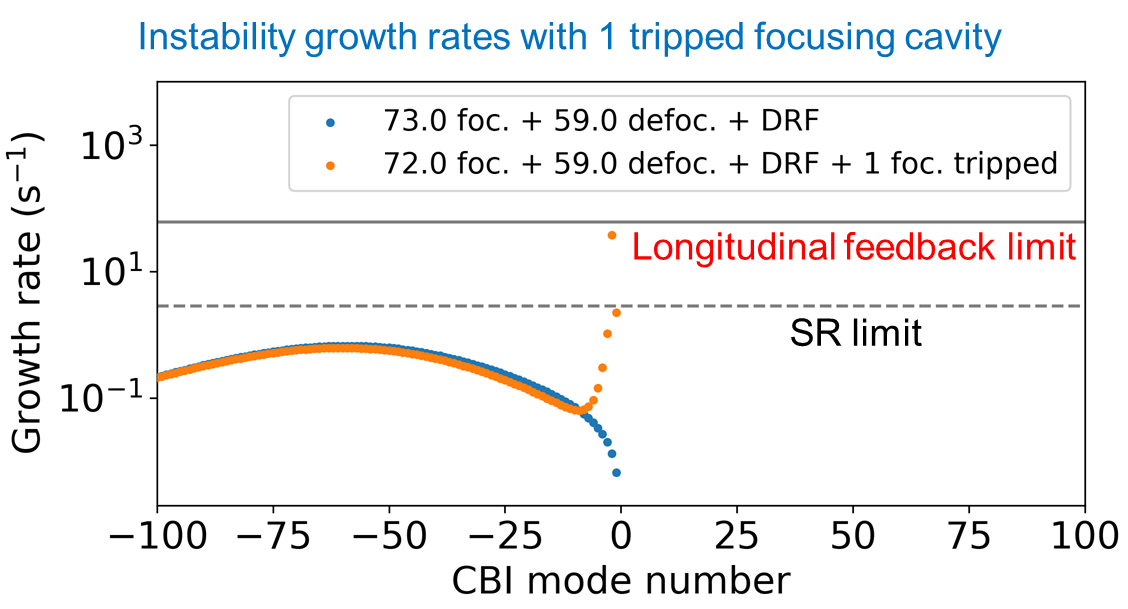 Instability growth rates with 1 tripped focusing cavity
73.0 foc. + 59.0 defoc. + DRF
72.0 foc. + 59.0 defoc. + DRF + 1 foc. tripped
10³
Longitudinal feedback limit
10¹
SR limit
10⁻¹
Growth rate (s⁻¹)
−100 −75 −50 −25 0 25 50 75 100
CBI mode number